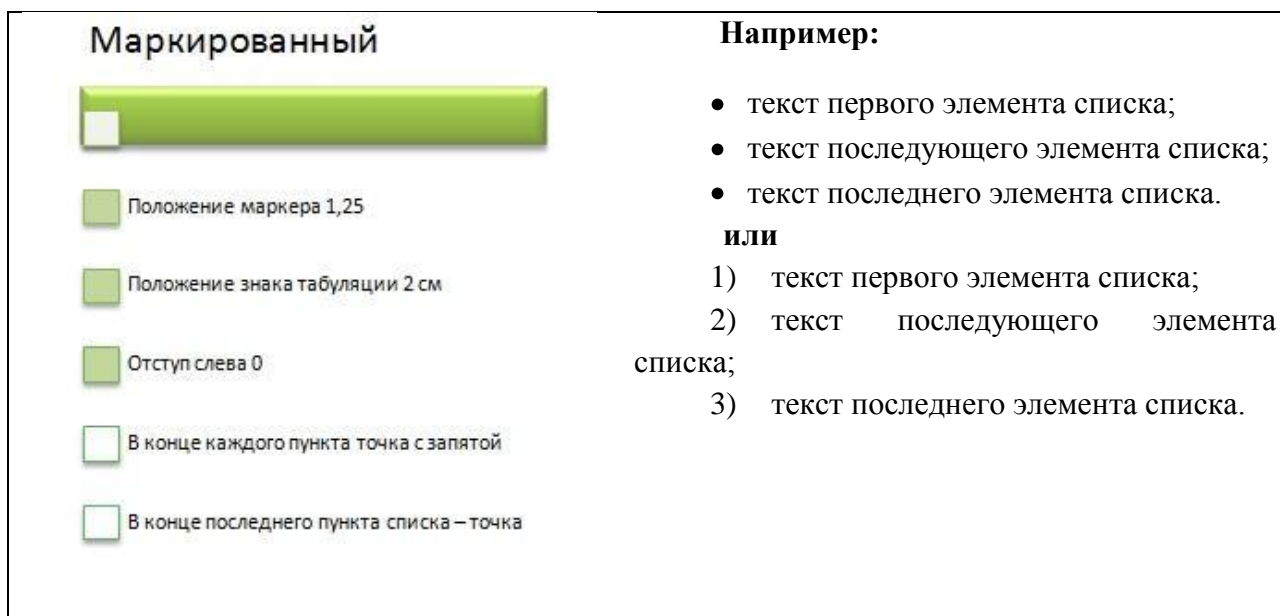 Маркированный
Положение маркера 1,25
Положение знака табуляции 2 см
Отступ слева 0
В конце каждого пункта точка с запятой
В конце последнего пункта списка – точка
Например:
• текст первого элемента списка;
• текст последующего элемента списка;
• текст последнего элемента списка.
или
1) текст первого элемента списка;
2) текст последующего элемента
списка;
3) текст последнего элемента списка.